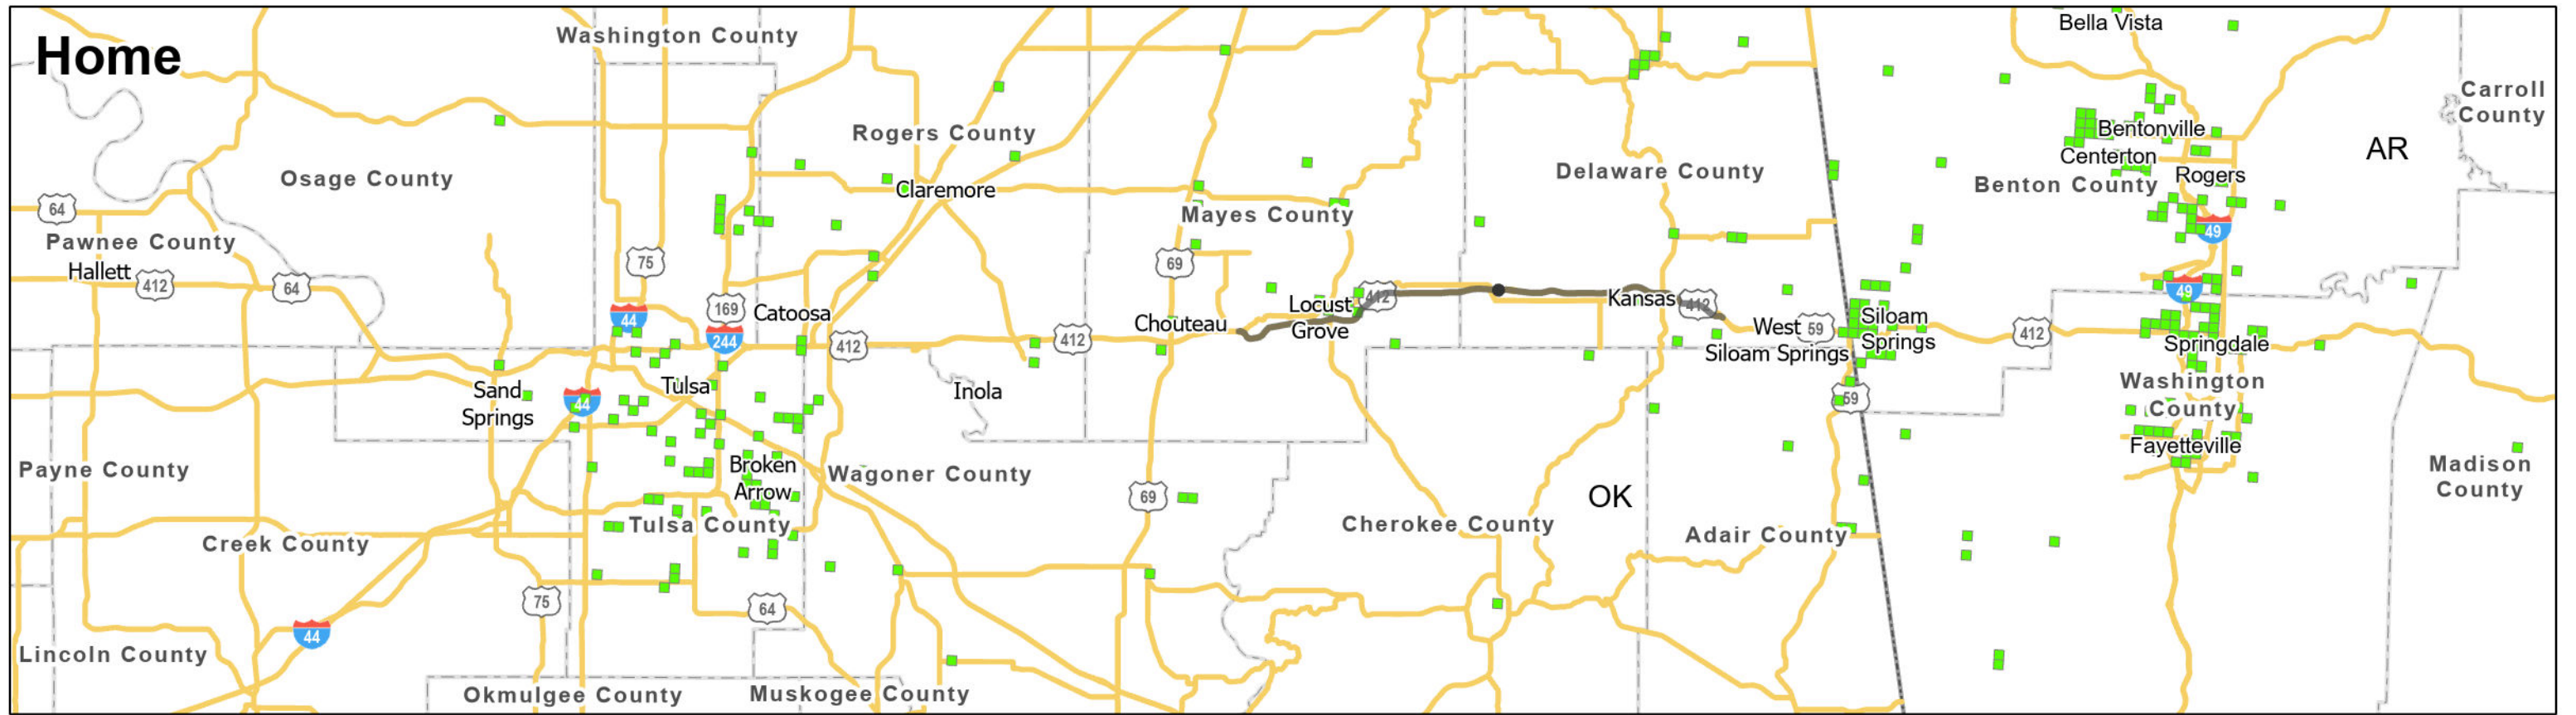 Home
Washington County
Bella Vista
Carroll
County
Rogers County
Bentonville
AR
Centerton
Osage County
Delaware County
Benton County
Rogers
Claremore
64
Mayes County
49
Pawnee County
Hallett
412
64
75
69
412
Kansas
412
49
44
169
Catoosa
Locust
Grove
Chouteau
West
Siloam Springs
59
Siloam
Springs
412
244
412
412
Springdale
Sand
Springs
44
Tulsa
Inola
59
Washington
County
Fayetteville
Payne County
Broken
Arrow
Wagoner County
69
OK
Madison
County
Tulsa County
Cherokee County
Adair County
Creek County
75
64
44
Lincoln County
Okmulgee County
Muskogee County